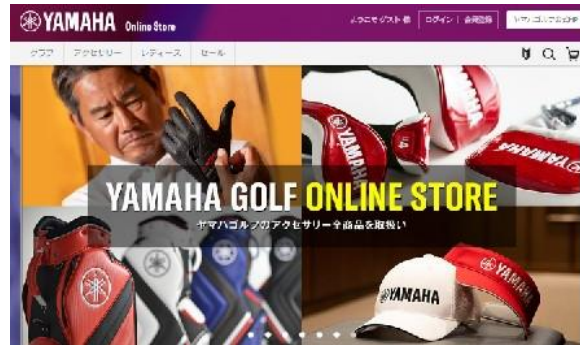 YAMAHA Online Store
ようこそ ゲスト 様 ログイン | 会員登録
クラブ アクセサリー レディース セール
YAMAHA
YAMAHA
YAMAHA GOLF ONLINE STORE
ヤマハゴルフのアクセサリー全商品を取扱い
YAMAHA
YAMAHA